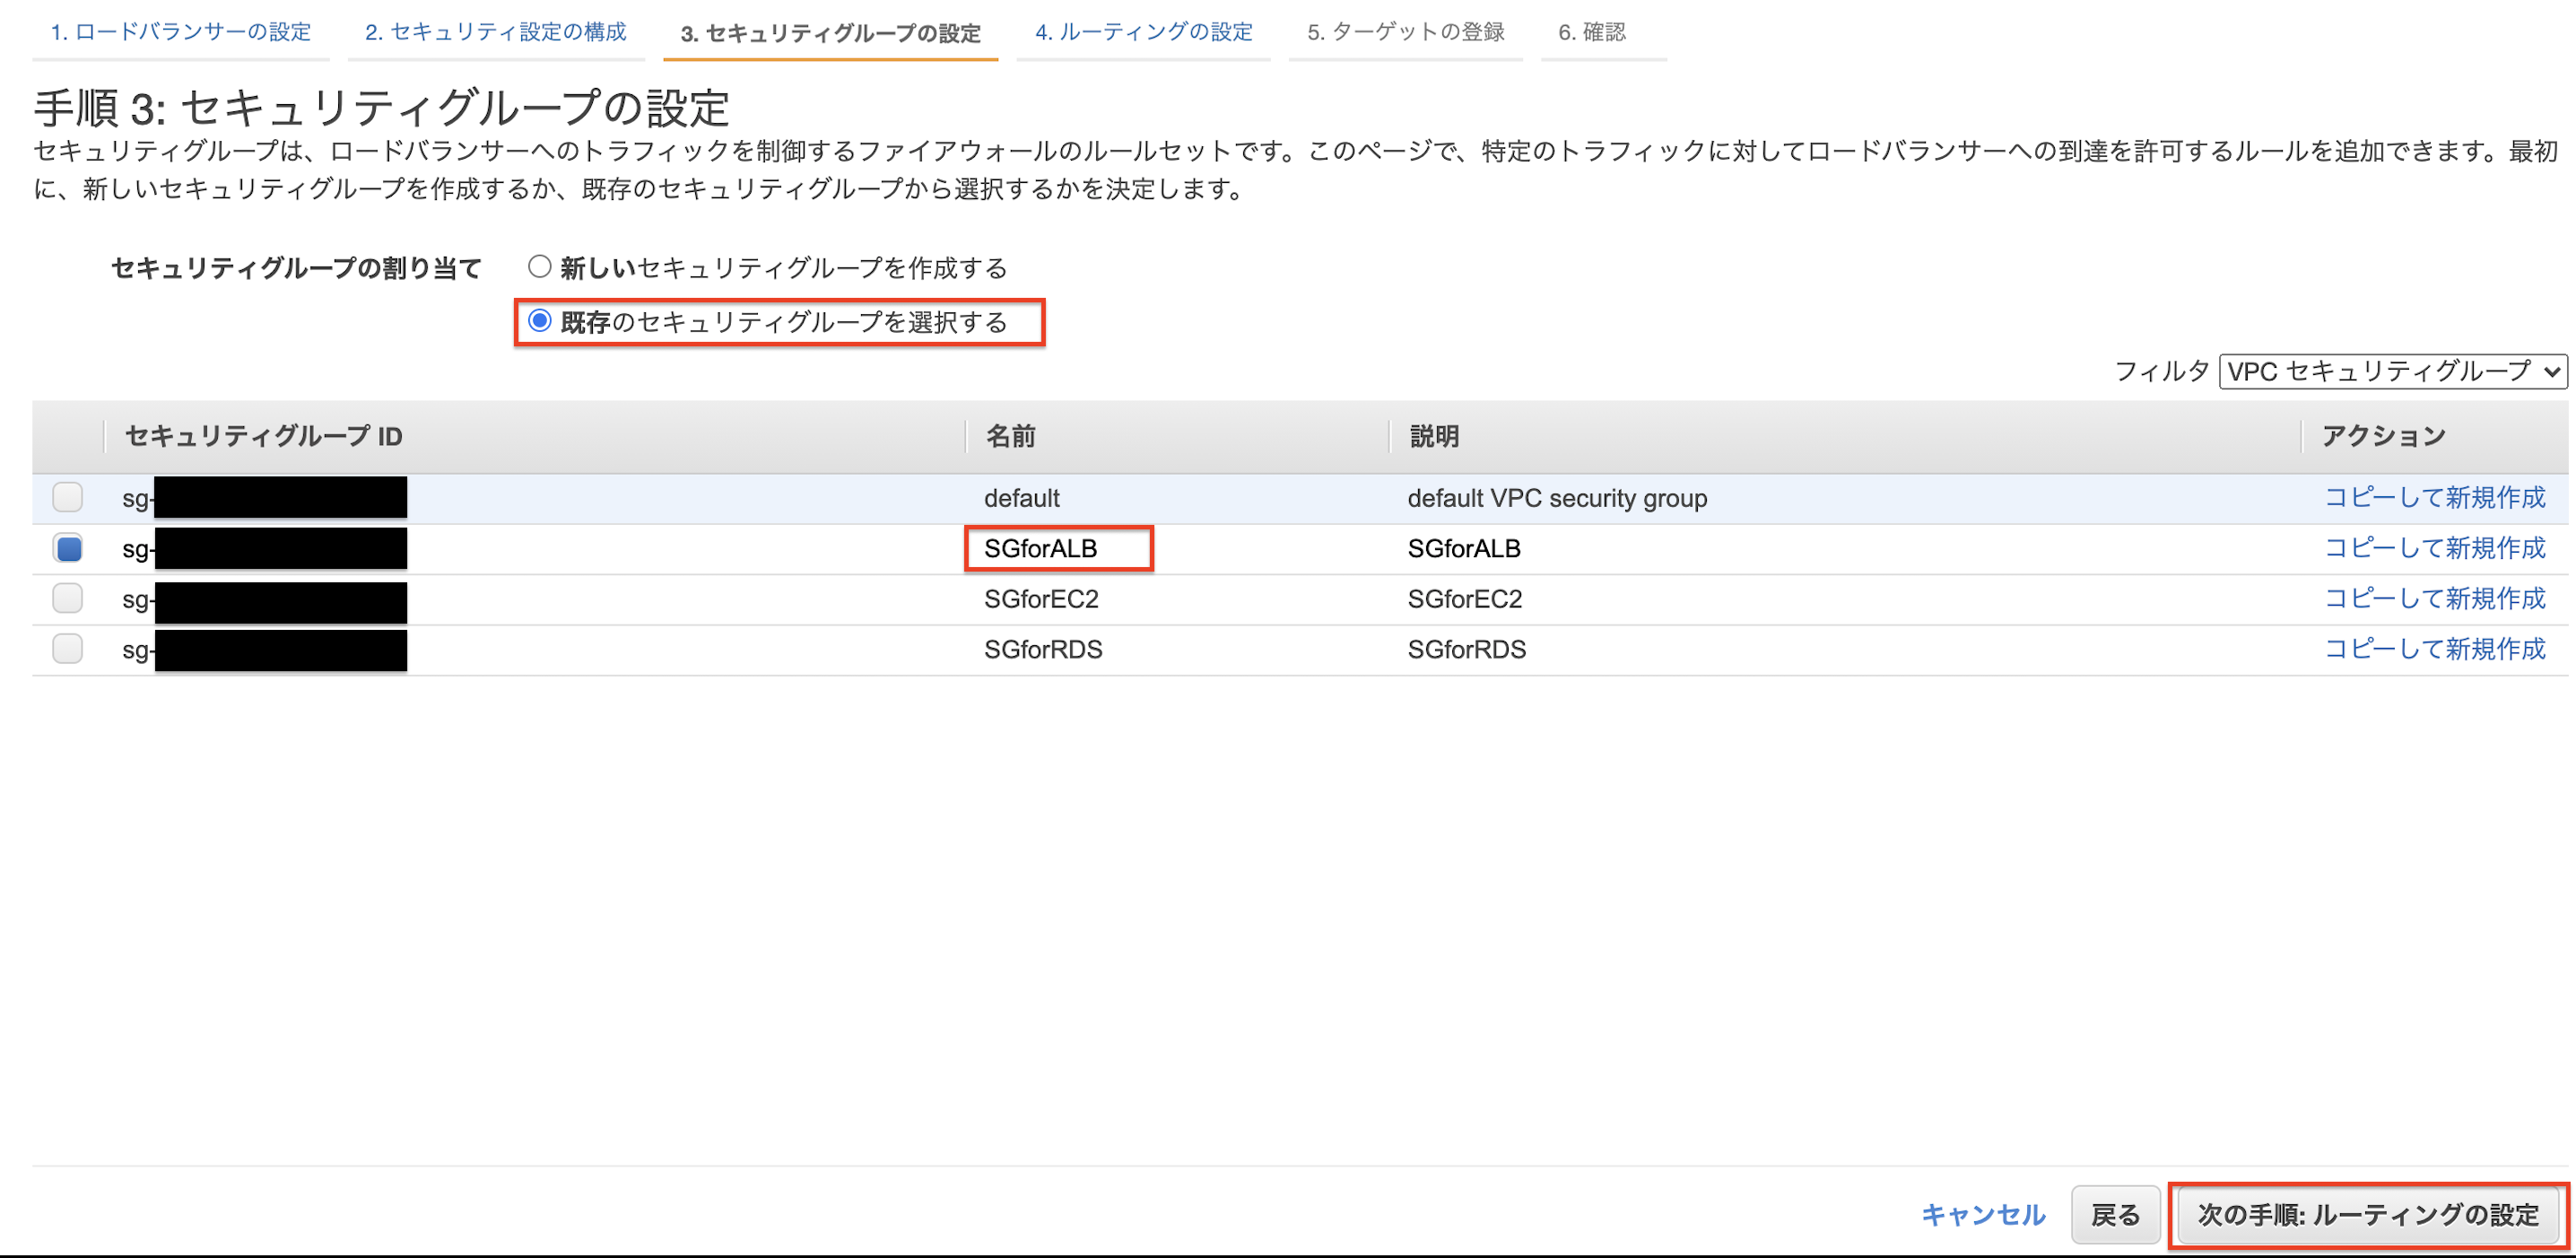 1. ロードバランサーの設定 2. セキュリティ設定の構成 3. セキュリティグループの設定 4. ルーティングの設定 5. ターゲットの登録 6. 確認
手順 3: セキュリティグループの設定
セキュリティグループは、ロードバランサーへのトラフィックを制御するファイアウォールのルールセットです。このページで、特定のトラフィックに対してロードバランサーへの到達を許可するルールを追加できます。最初
に、新しいセキュリティグループを作成するか、既存のセキュリティグループから選択するかを決定します。
セキュリティグループの割り当て 新しいセキュリティグループを作成する
既存のセキュリティグループを選択する
フィルタ VPC セキュリティグループ
セキュリティグループ ID 名前 説明 アクション
sg- default default VPC security group コピーして新規作成
sg- SGforALB SGforALB コピーして新規作成
sg- SGforEC2 SGforEC2 コピーして新規作成
sg- SGforRDS SGforRDS コピーして新規作成
キャンセル 戻る 次の手順: ルーティングの設定